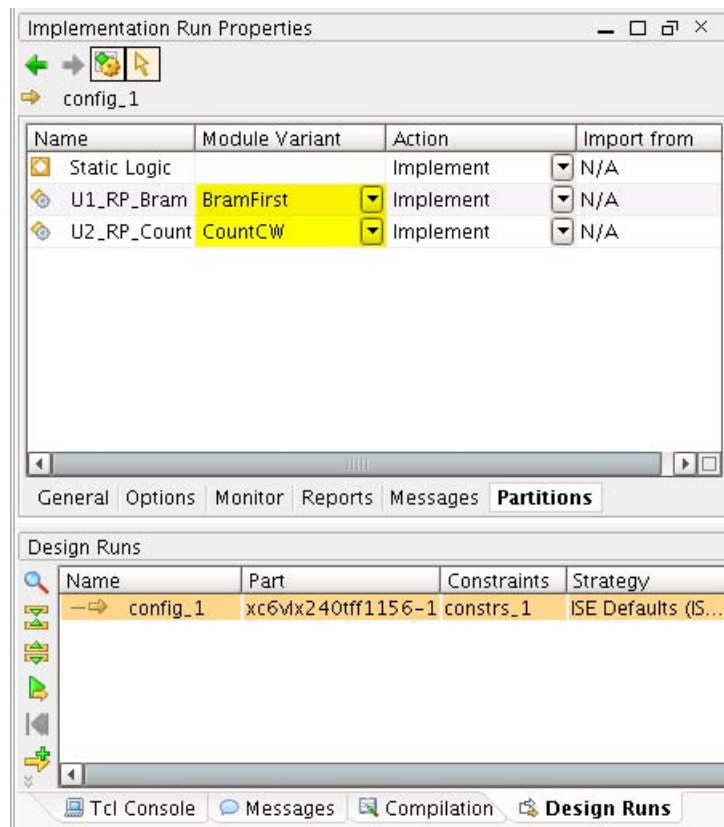 Implementation Run Properties
config_1
Name Module Variant Action Import from
Static Logic Implement N/A
U1_RP_Bram BramFirst Implement N/A
U2_RP_Count CountCW Implement N/A
General Options Monitor Reports Messages Partitions
Design Runs
Name Part Constraints Strategy
config_1 xc6vlx240tff1156-1 constrs_1 ISE Defaults (IS...
Tcl Console Messages Compilation Design Runs